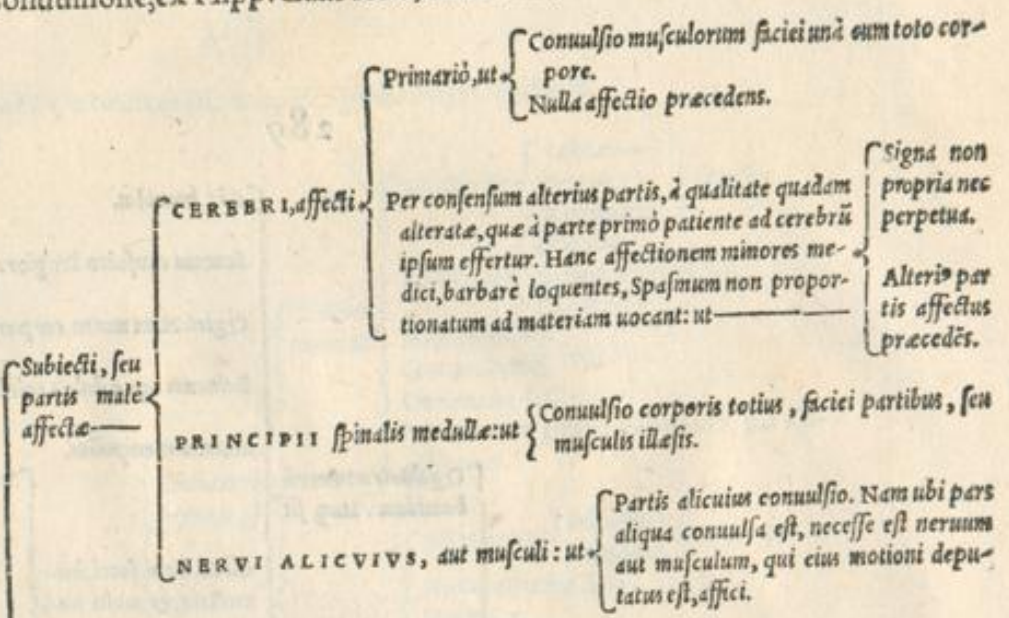 Conuulſio muſculorum faciei unà cum toto cor-
pore.
Primariò, ut
Nulla affectio præcedens.
CEREBRI, affecti
Per conſenſum alterius partis, à qualitate quadam
alteratæ, quæ à parte primò patiente ad cerebrũ
ipſum effertur. Hanc affectionem minores me-
dici, barbarè loquentes, Spaſmum non propor-
tionatum ad materiam uocant: ut
Signa non
propria nec
perpetua.
Alteriꝰ par
tis affectus
præcedẽs.
Subiecti, ſeu
partis malè
affectæ
PRINCIPII ſpinalis medullæ: ut
Conuulſio corporis totius, faciei partibus, ſeu
muſculis illæſis.
NERVI ALICVIVS, aut muſculi: ut
Partis alicuius conuulſio. Nam ubi pars
aliqua conuulſa eſt, neceſſe eſt neruum
aut muſculum, qui eius motioni depu-
tatus eſt, affici.